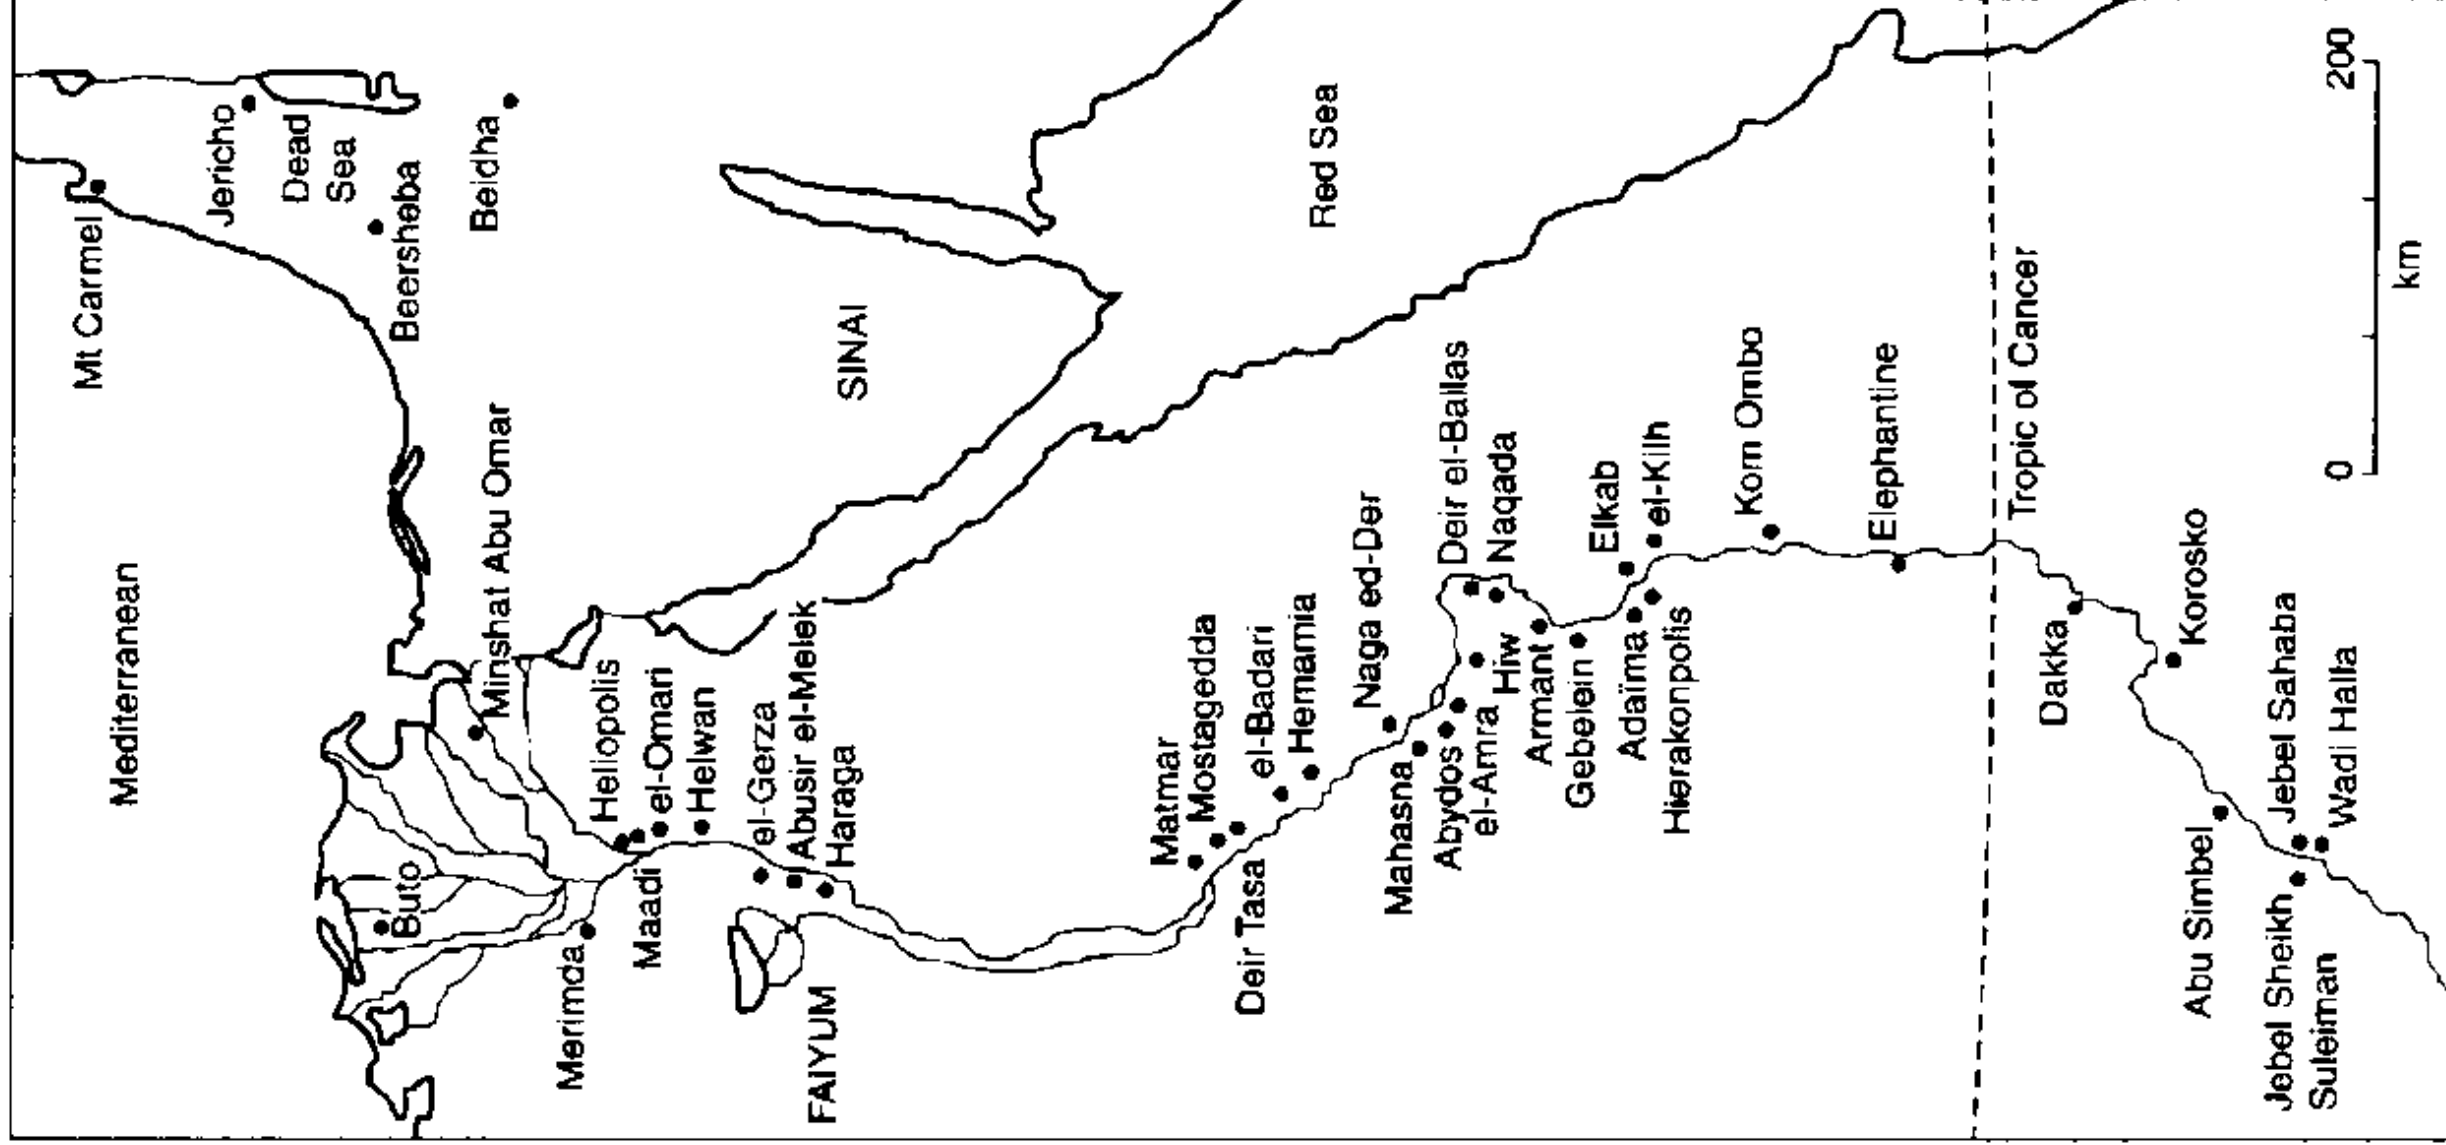 Mediterranean
Mt Carmel
Jericho
Dead
Sea
Beersheba
Beidha
Minshat Abu Omar
Buto
Merimda
Heliopolis
Maadi
el-Omari
Helwan
SINAI
el-Gerza
Abusir el-Melek
Haraga
FAIYUM
Red Sea
Matmar
Mostagedda
Deir Tasa
el-Badari
Hemamia
Naga ed-Der
Mahasna
Abydos
el-Amra
Hiw
Deir el-Ballas
Naqada
Armant
Gebelein
Elkab
Adaïma
el-Kilh
Hierakonpolis
Kom Ombo
Elephantine
Tropic of Cancer
Dakka
Korosko
Abu Simbel
Jebel Sahaba
Jebel Sheikh
Suleiman
Wadi Halfa
0
200
km